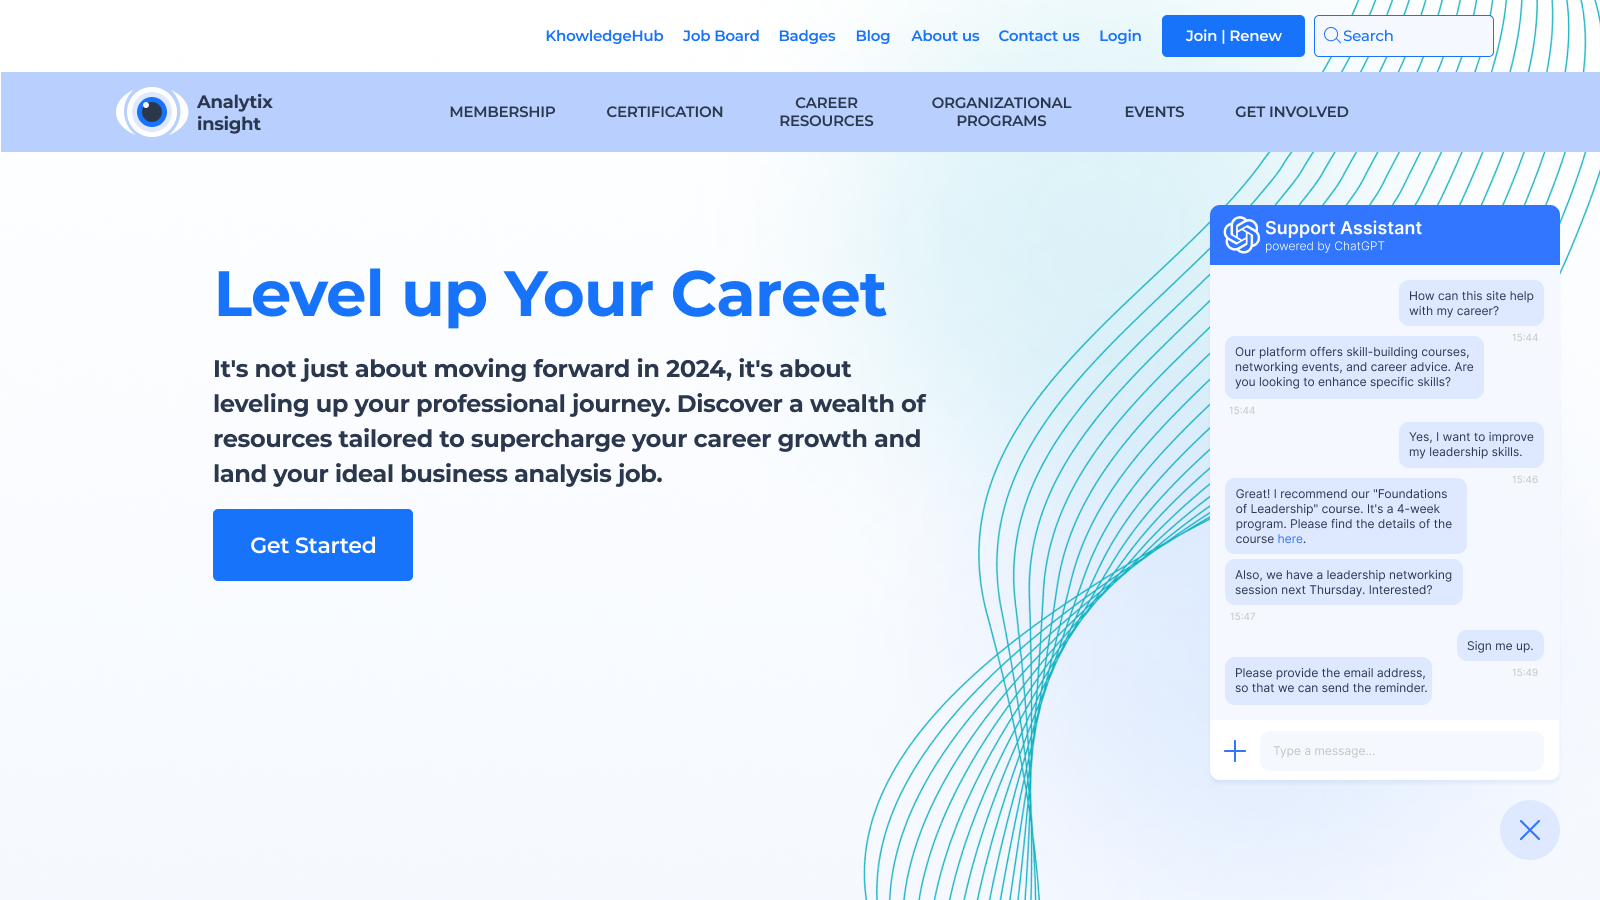 KnowledgeHub Job Board Badges Blog About us Contact us Login Join | Renew Search
Analytix
insight
MEMBERSHIP
CERTIFICATION
CAREER
RESOURCES
ORGANIZATIONAL
PROGRAMS
EVENTS
GET INVOLVED
Level up Your Careet
It's not just about moving forward in 2024, it's about
leveling up your professional journey. Discover a wealth of
resources tailored to supercharge your career growth and
land your ideal business analysis job.
Get Started
Support Assistant
powered by ChatGPT
How can this site help
with my career?
15:44
Our platform offers skill-building courses,
networking events, and career advice. Are
you looking to enhance specific skills?
15:44
Yes, I want to improve
my leadership skills.
15:46
Great! I recommend our "Foundations
of Leadership" course. It's a 4-week
program. Please find the details of the
course here.
Also, we have a leadership networking
session next Thursday. Interested?
15:47
Sign me up.
15:49
Please provide the email address,
so that we can send the reminder.
Type a message...